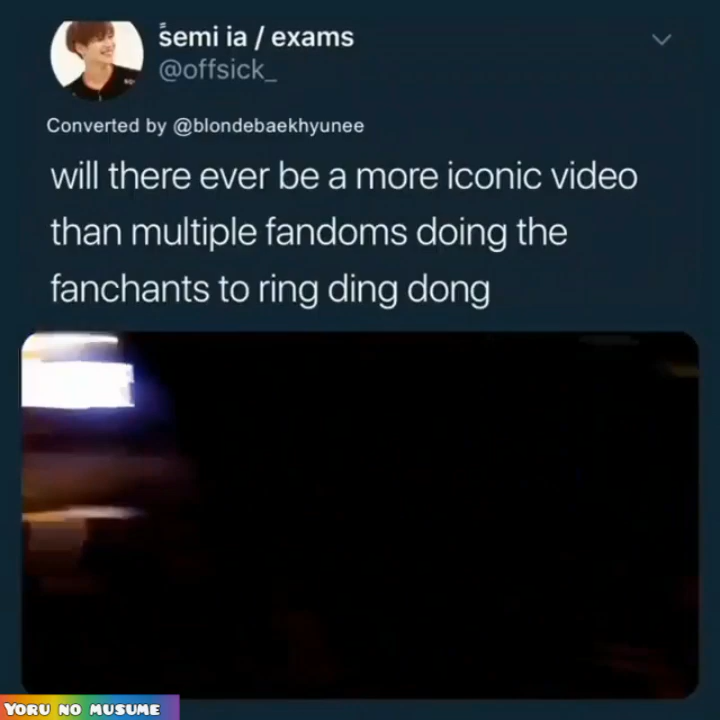 semi ia / exams
@offsick_
Converted by @blondebaekhyunee
will there ever be a more iconic video
than multiple fandoms doing the
fanchants to ring ding dong
YORU NO MUSUME